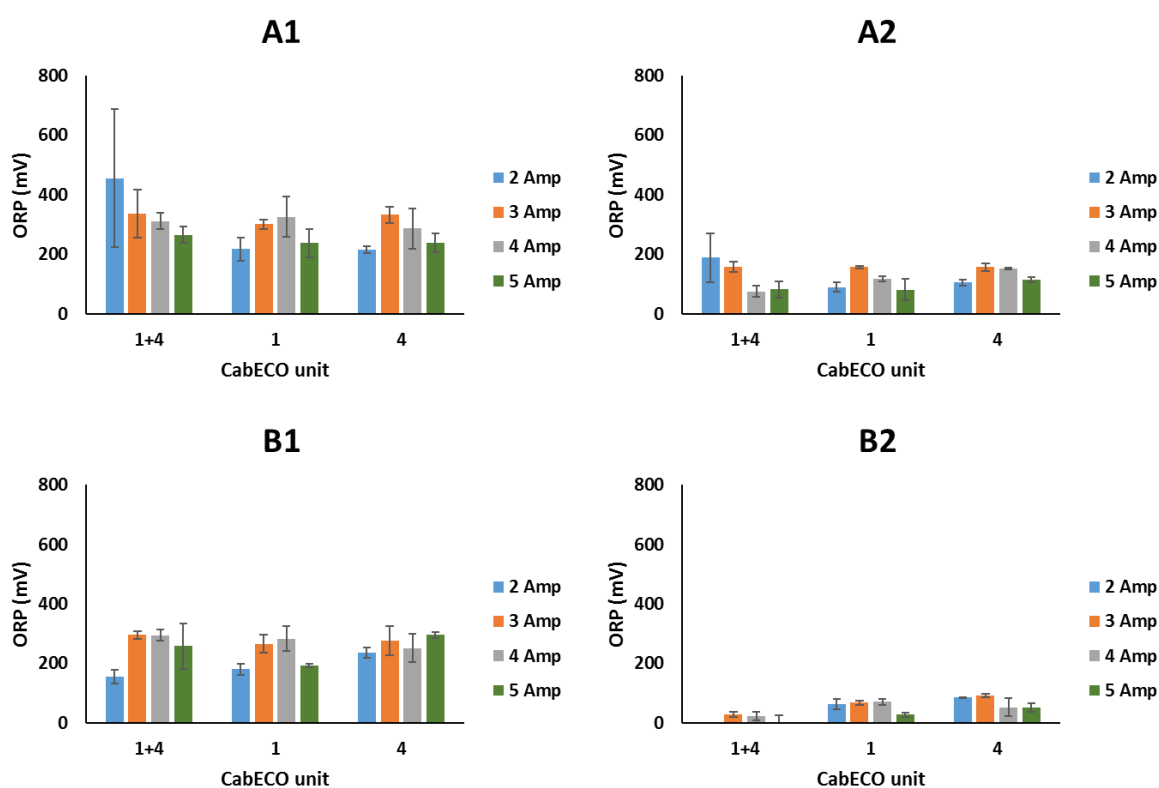 A1
800
600
400
200
0
ORP (mV)
1+4 1 4
CabECO unit
2 Amp
3 Amp
4 Amp
5 Amp
A2
800
600
400
200
0
ORP (mV)
1+4 1 4
CabECO unit
2 Amp
3 Amp
4 Amp
5 Amp
B1
800
600
400
200
0
ORP (mV)
1+4 1 4
CabECO unit
2 Amp
3 Amp
4 Amp
5 Amp
B2
800
600
400
200
0
ORP (mV)
1+4 1 4
CabECO unit
2 Amp
3 Amp
4 Amp
5 Amp